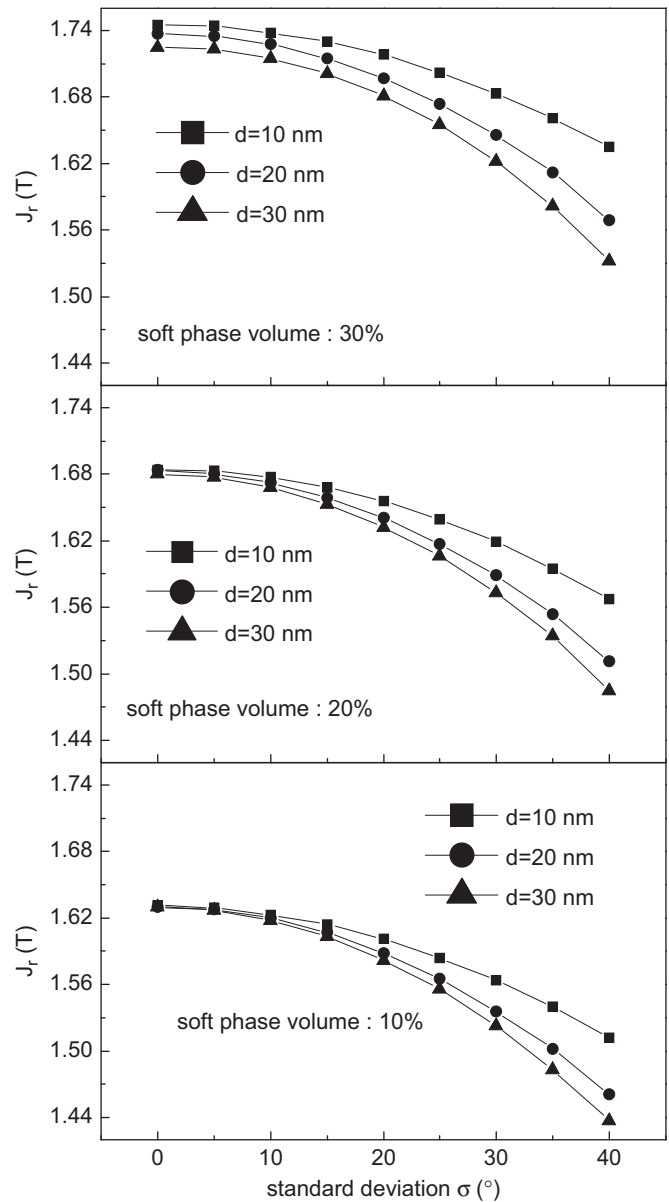 1.74
1.68
1.62
1.56
1.50
1.44
J_r (T)
d=10 nm
d=20 nm
d=30 nm
soft phase volume : 30%
1.74
1.68
1.62
1.56
1.50
1.44
J_r (T)
d=10 nm
d=20 nm
d=30 nm
soft phase volume : 20%
1.74
1.68
1.62
1.56
1.50
1.44
J_r (T)
d=10 nm
d=20 nm
d=30 nm
soft phase volume : 10%
0 10 20 30 40
standard deviation σ (°)